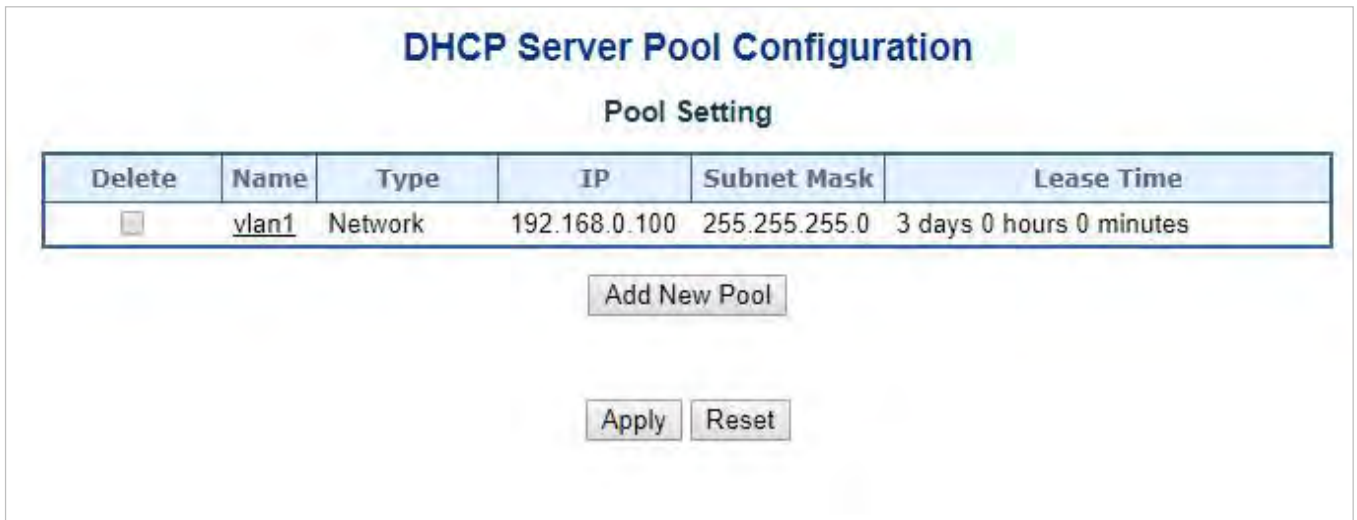 DHCP Server Pool Configuration
Pool Setting
Delete Name Type IP Subnet Mask Lease Time
vlan1 Network 192.168.0.100 255.255.255.0 3 days 0 hours 0 minutes
Add New Pool
Apply Reset